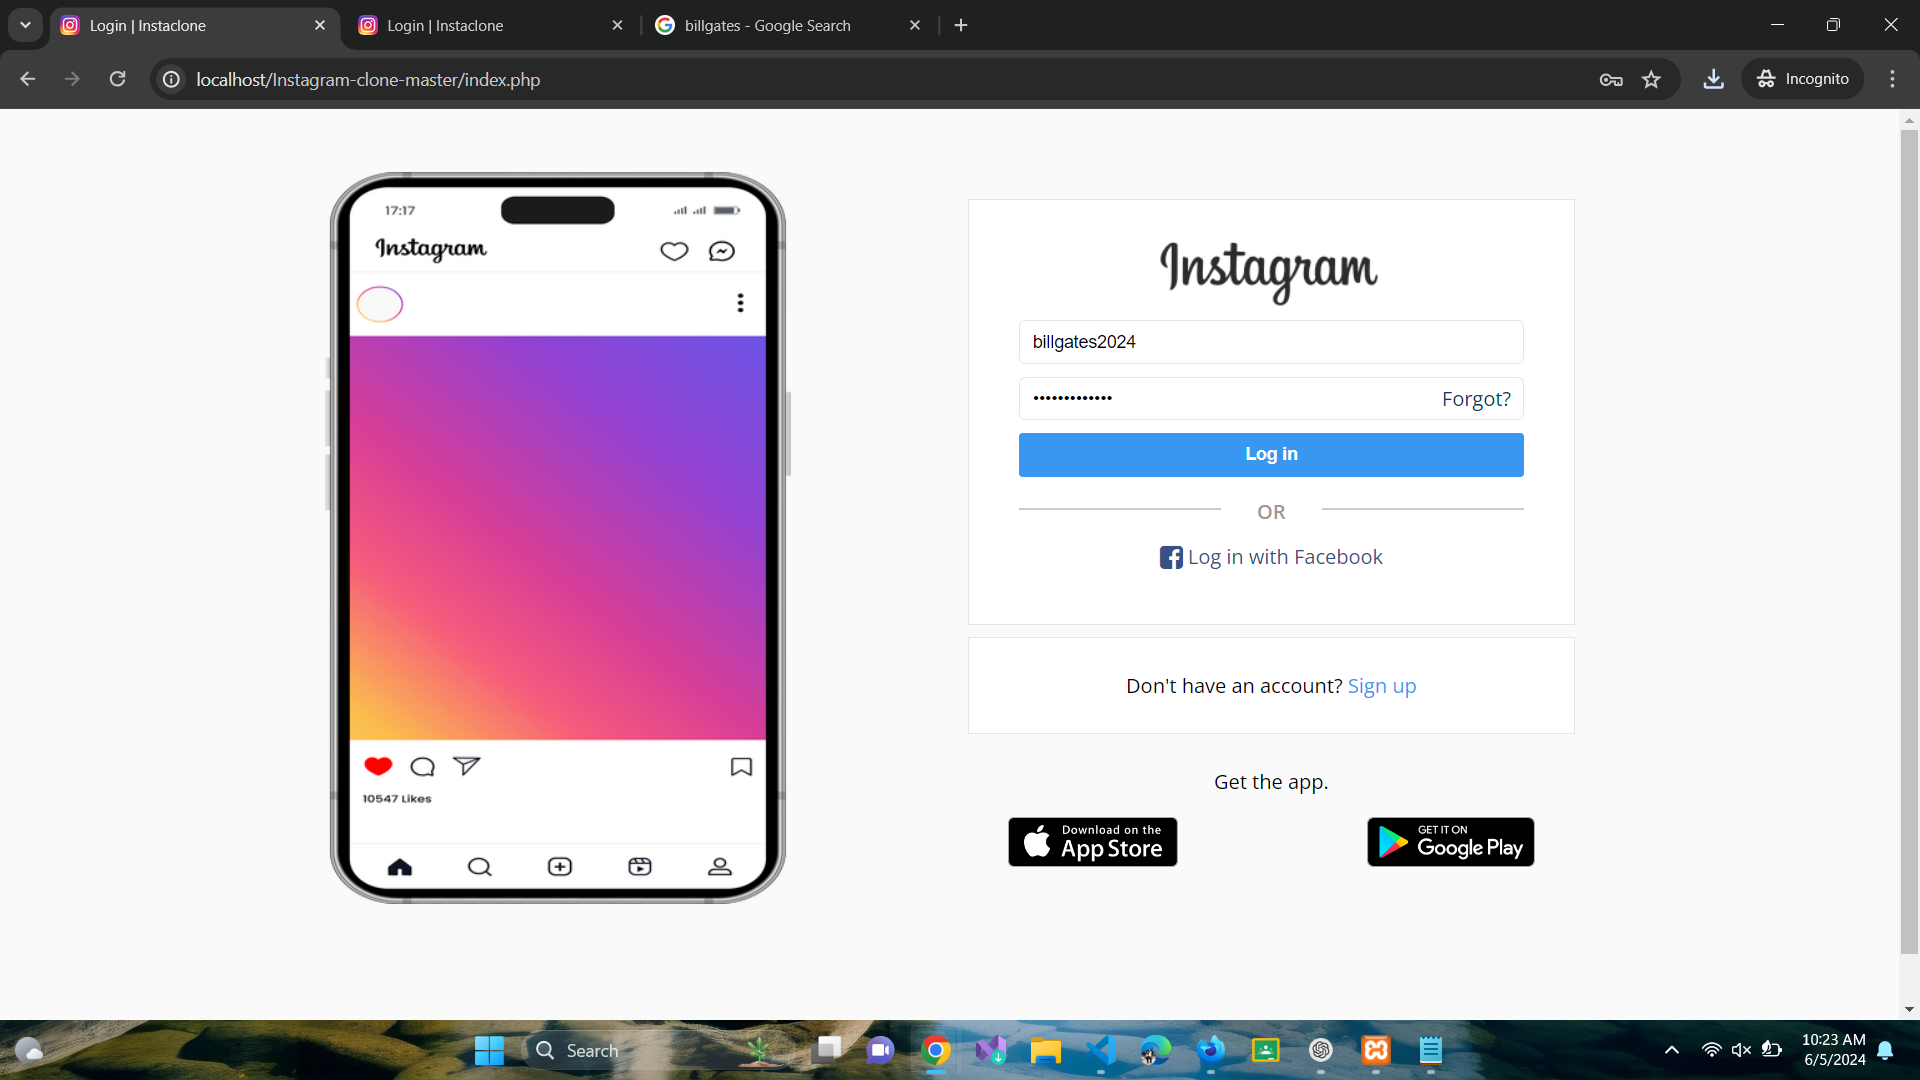 Login | Instaclone
Login | Instaclone
billgates - Google Search
localhost/Instagram-clone-master/index.php
Incognito
17:17
Instagram
10547 Likes
Instagram
billgates2024
•••••••••••••
Forgot?
Log in
OR
Log in with Facebook
Don't have an account? Sign up
Get the app.
Download on the
App Store
GET IT ON
Google Play
Search
10:23 AM
6/5/2024